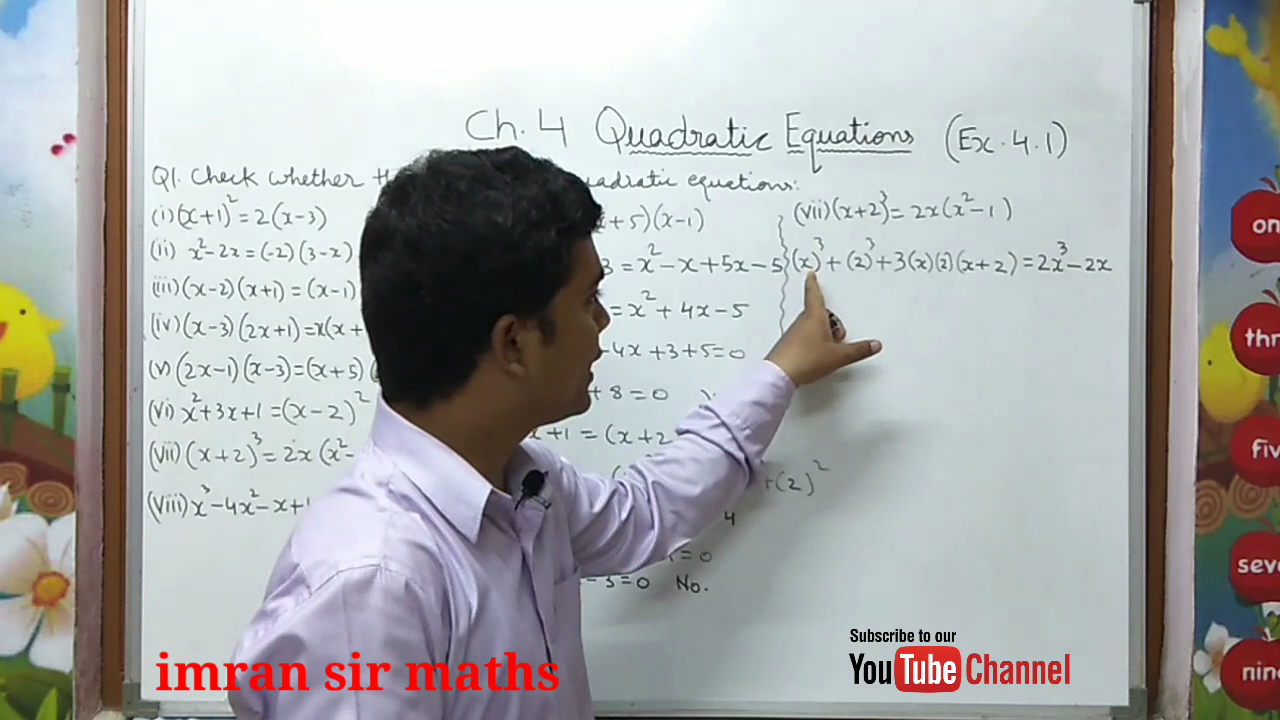 Ch. 4 Quadratic Equations (Ex. 4.1)
Q1. Check whether uadratic equations:
(i) (x+1)² = 2(x-3)
(ii) x²-2x = (-2)(3-x)
(iii) (x-2)(x+1) = (x-1)
(iv) (x-3)(2x+1) = x(x+
(v) (2x-1)(x-3) = (x+5)
(vi) x²+3x+1 = (x-2)²
(vii) (x+2)³ = 2x(x²-
(viii) x³-4x²-x+
+5)(x-1)
3 = x²-x+5x-5
= x²+4x-5
-4x+3+5=0
+8=0
x+1 = (x+2
+(2)²
4
=0
-3=0 No.
(vii) (x+2)³ = 2x(x²-1)
(x)³+(2)³+3(x)(2)(x+2) = 2x³-2x
imran sir maths
Subscribe to our
YouTube Channel
on
thr
fiv
seve
nin